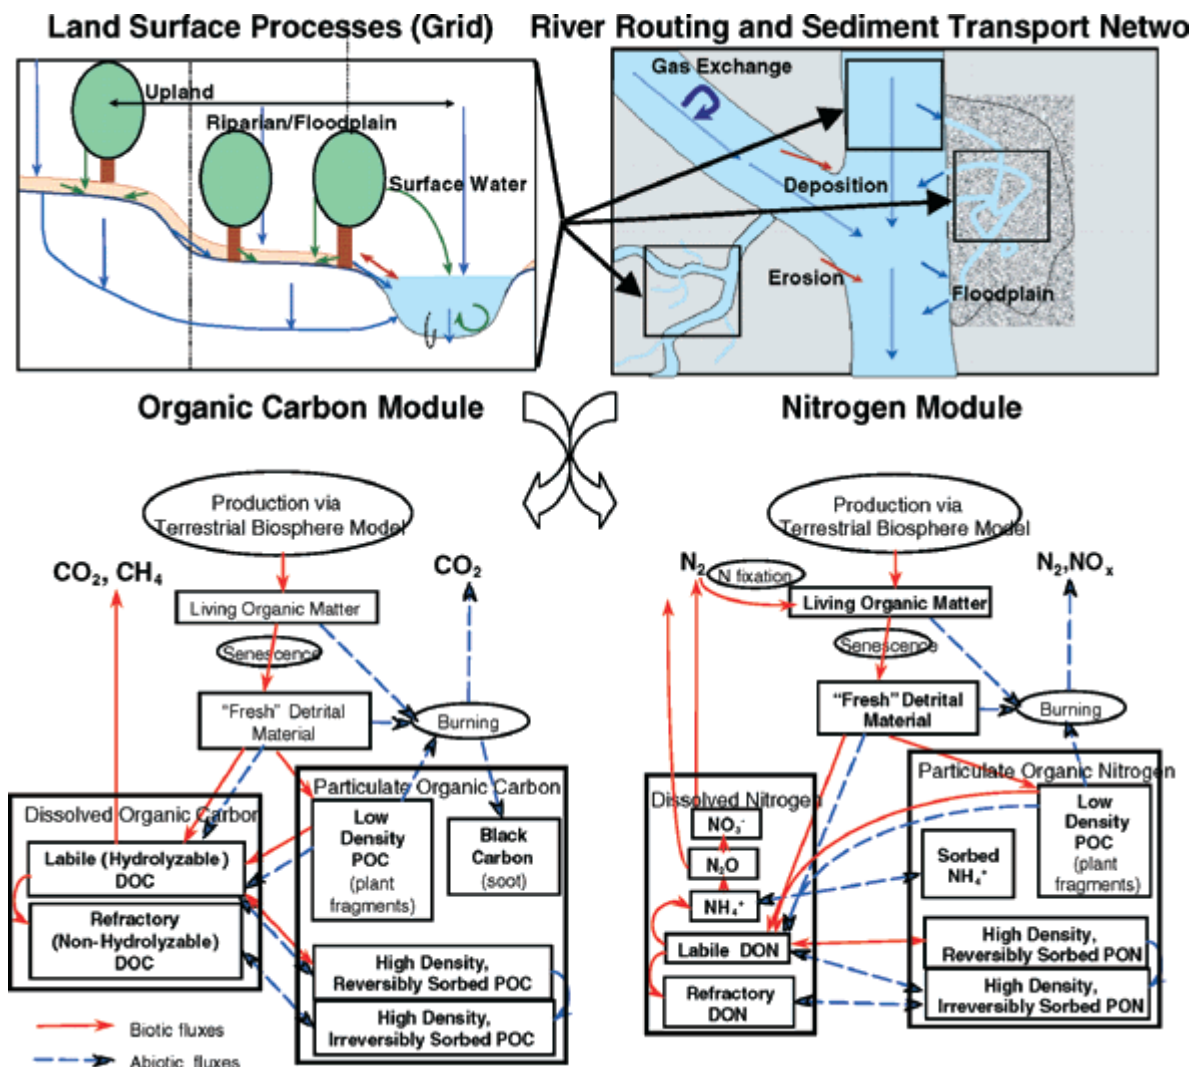 Land Surface Processes (Grid)
River Routing and Sediment Transport Netwo
Upland
Riparian/Floodplain
Surface Water
Gas Exchange
Deposition
Erosion
Floodplain
Organic Carbon Module
Nitrogen Module
Production via
Terrestrial Biosphere Model
CO2, CH4
CO2
Living Organic Matter
Senescence
"Fresh" Detrital
Material
Burning
Particulate Organic Carbon
Dissolved Organic Carbon
Low
Density
POC
(plant
fragments)
Black
Carbon
(soot)
Labile (Hydrolyzable)
DOC
Refractory
(Non-Hydrolyzable)
DOC
High Density,
Reversibly Sorbed POC
High Density,
Irreversibly Sorbed POC
Biotic fluxes
Abiotic fluxes
Production via
Terrestrial Biosphere Model
N2
N fixation
N2,NOx
Living Organic Matter
Senescence
"Fresh" Detrital
Material
Burning
Particulate Organic Nitrogen
Dissolved Nitrogen
NO3-
N2O
NH4+
Labile DON
Refractory
DON
Sorbed
NH4+
Low
Density
POC
(plant
fragments)
High Density,
Reversibly Sorbed PON
High Density,
Irreversibly Sorbed PON